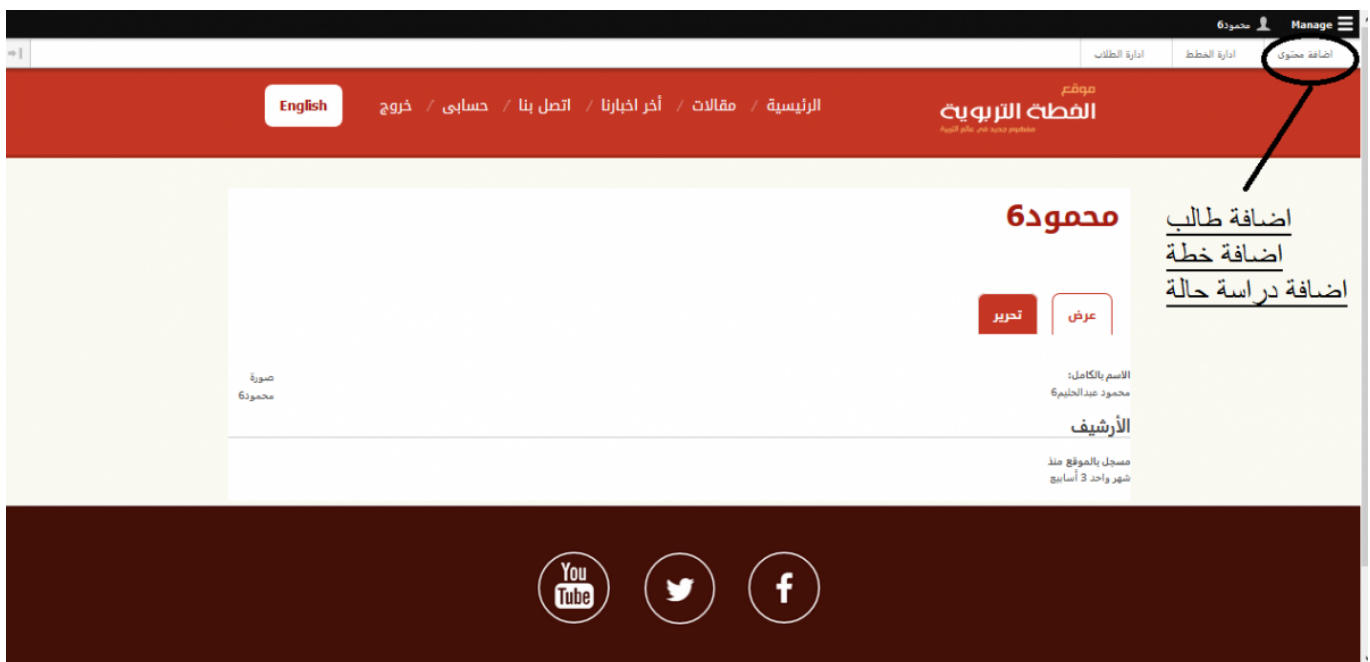 Manage محمود6
اضافة محتوى ادارة الخطط ادارة الطلاب
موقع
الخطة التربوية
مفهوم جديد في عالم التربية
الرئيسية / مقالات / أخر اخبارنا / اتصل بنا / حسابى / خروج
English
محمود6
اضافة طالب
اضافة خطة
اضافة دراسة حالة
عرض تحرير
الاسم بالكامل:
محمود عبدالحليم6
صورة
محمود6
الأرشيف
مسجل بالموقع منذ
شهر واحد 3 أسابيع
You
Tube
f